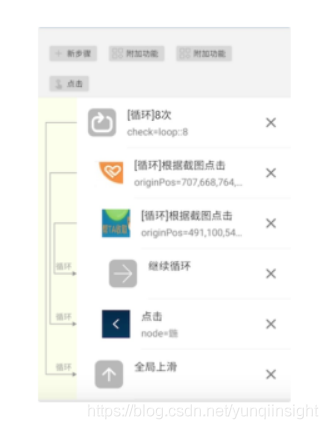 新步骤
附加功能
附加功能
点击
[循环]8次
check=loop::8
[循环]根据截图点击
originPos=707,668,764,...
[循环]根据截图点击
originPos=491,100,54...
循环
继续循环
循环
点击
循环
全局上滑
https://blog.csdn.net/yunqiinsight